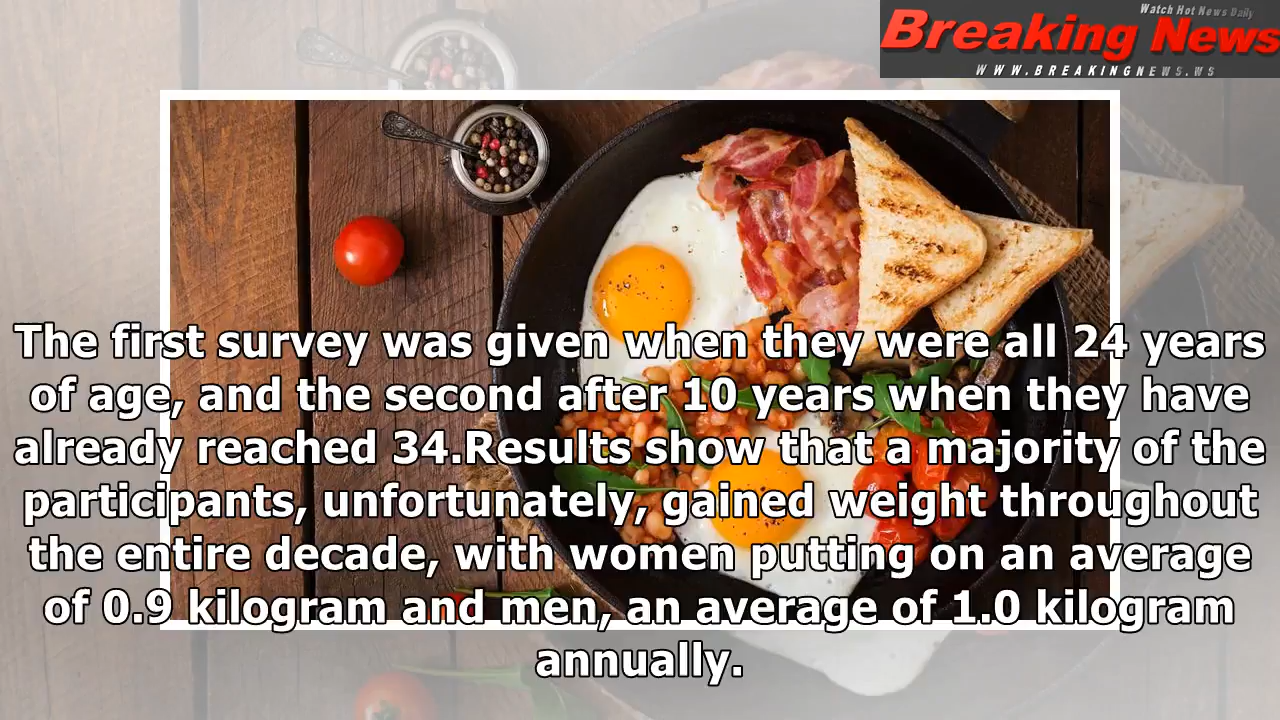 Watch Hot News Daily
Breaking News
WWW.BREAKINGNEWS.WS
The first survey was given when they were all 24 years
of age, and the second after 10 years when they have
already reached 34.Results show that a majority of the
participants, unfortunately, gained weight throughout
the entire decade, with women putting on an average
of 0.9 kilogram and men, an average of 1.0 kilogram
annually.